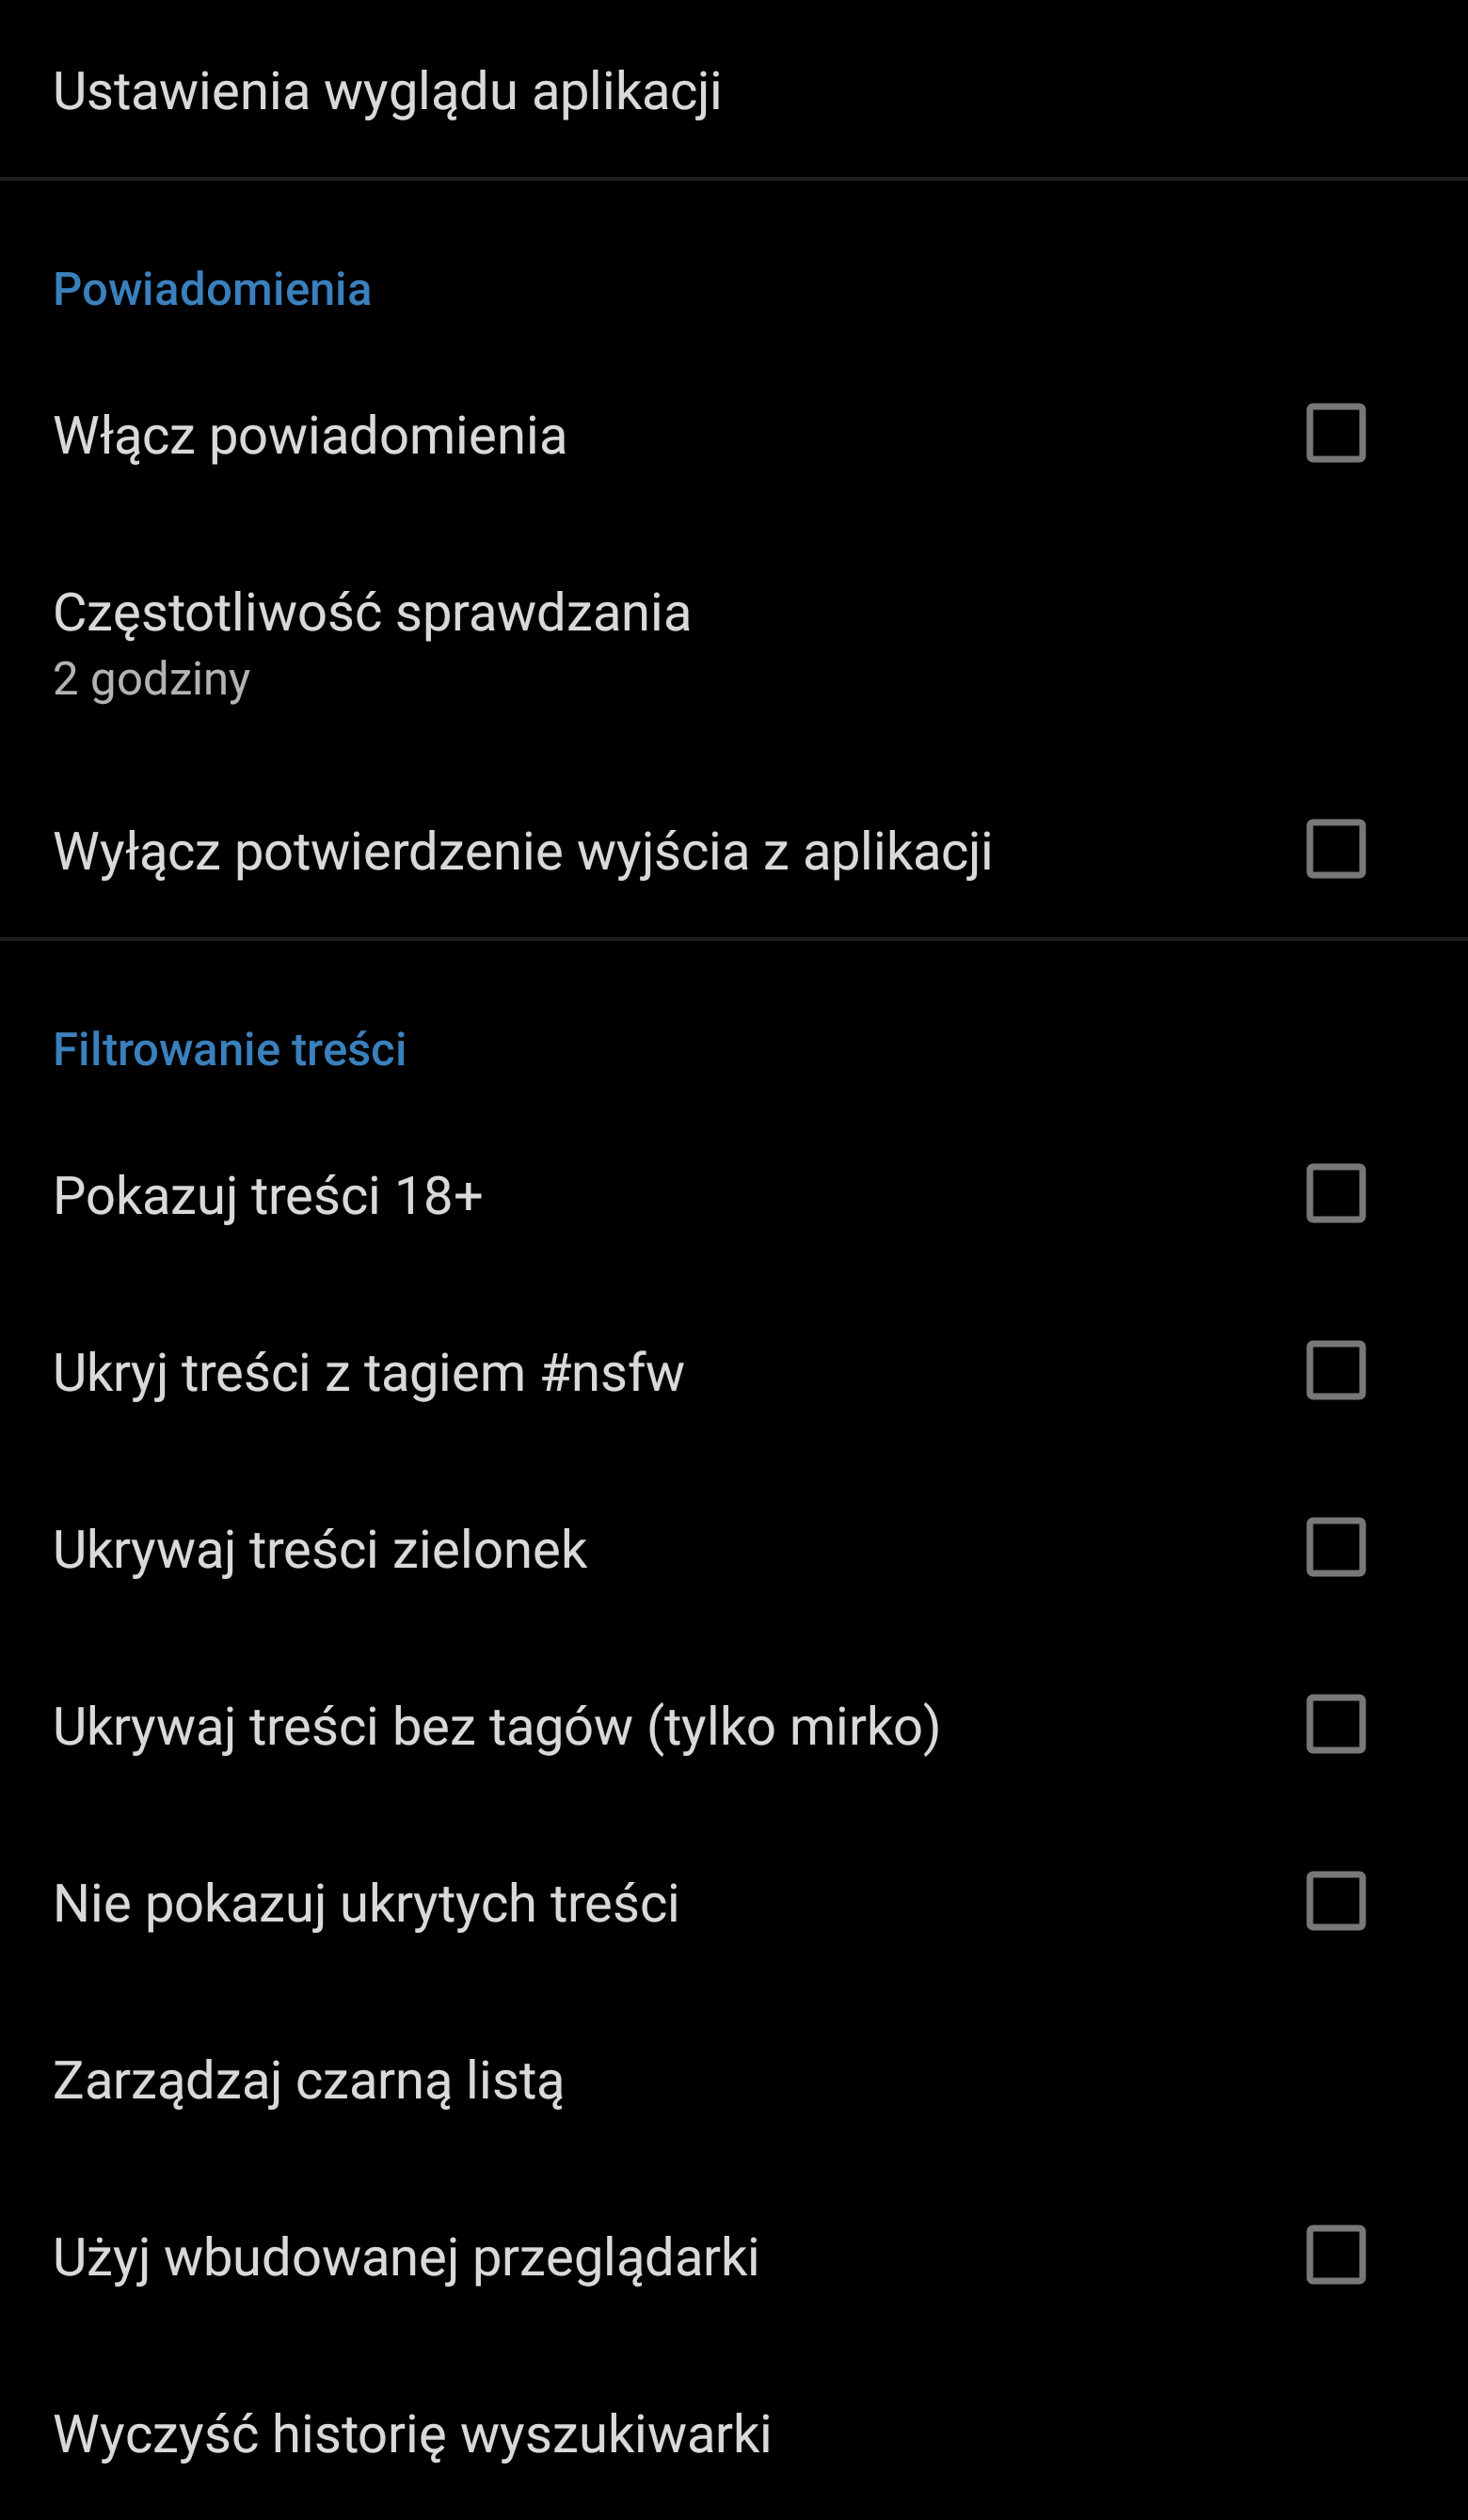 Ustawienia wyglądu aplikacji
Powiadomienia
Włącz powiadomienia
Częstotliwość sprawdzania
2 godziny
Wyłącz potwierdzenie wyjścia z aplikacji
Filtrowanie treści
Pokazuj treści 18+
Ukryj treści z tagiem #nsfw
Ukrywaj treści zielonek
Ukrywaj treści bez tagów (tylko mirko)
Nie pokazuj ukrytych treści
Zarządzaj czarną listą
Użyj wbudowanej przeglądarki
Wyczyść historię wyszukiwarki